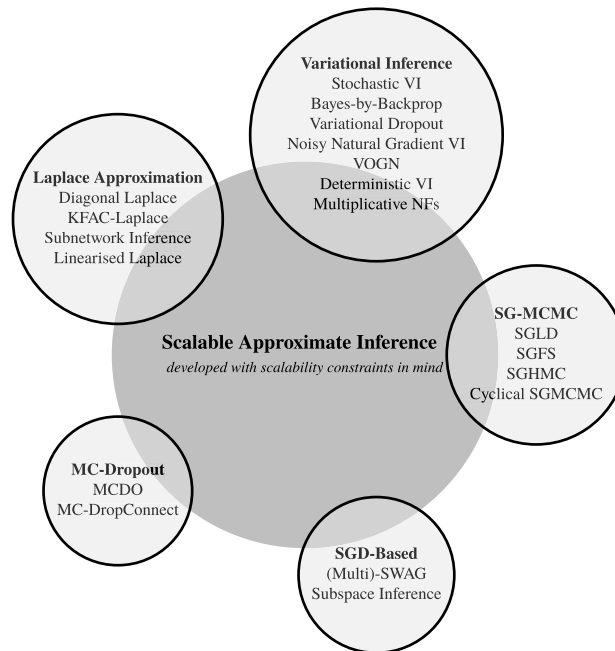 Variational Inference
Stochastic VI
Bayes-by-Backprop
Variational Dropout
Noisy Natural Gradient VI
VOGN
Deterministic VI
Multiplicative NFs
Laplace Approximation
Diagonal Laplace
KFAC-Laplace
Subnetwork Inference
Linearised Laplace
Scalable Approximate Inference
developed with scalability constraints in mind
SG-MCMC
SGLD
SGFS
SGHMC
Cyclical SGMCMC
MC-Dropout
MCDO
MC-DropConnect
SGD-Based
(Multi)-SWAG
Subspace Inference